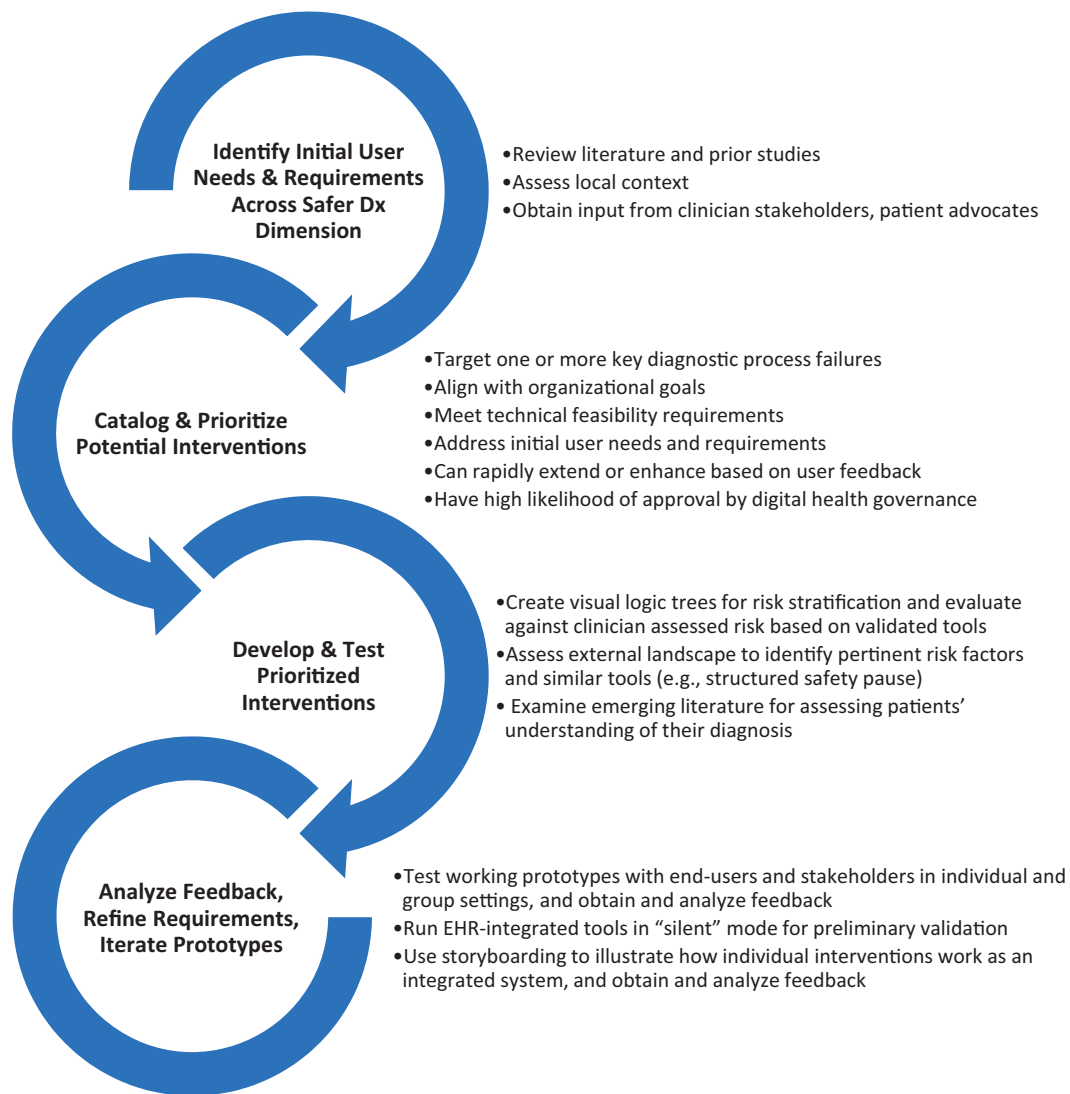 Identify Initial User
Needs & Requirements
Across Safer Dx
Dimension
•Review literature and prior studies
•Assess local context
•Obtain input from clinician stakeholders, patient advocates
Catalog & Prioritize
Potential Interventions
•Target one or more key diagnostic process failures
•Align with organizational goals
•Meet technical feasibility requirements
•Address initial user needs and requirements
•Can rapidly extend or enhance based on user feedback
•Have high likelihood of approval by digital health governance
Develop & Test
Prioritized
Interventions
•Create visual logic trees for risk stratification and evaluate
against clinician assessed risk based on validated tools
•Assess external landscape to identify pertinent risk factors
and similar tools (e.g., structured safety pause)
• Examine emerging literature for assessing patients’
understanding of their diagnosis
Analyze Feedback,
Refine Requirements,
Iterate Prototypes
•Test working prototypes with end-users and stakeholders in individual and
group settings, and obtain and analyze feedback
•Run EHR-integrated tools in “silent” mode for preliminary validation
•Use storyboarding to illustrate how individual interventions work as an
integrated system, and obtain and analyze feedback